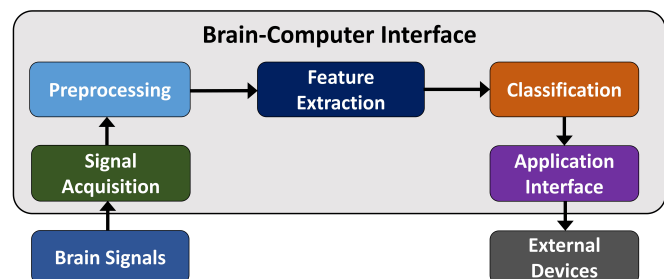 Brain-Computer Interface
Preprocessing
Feature
Extraction
Classification
Signal
Acquisition
Application
Interface
Brain Signals
External
Devices